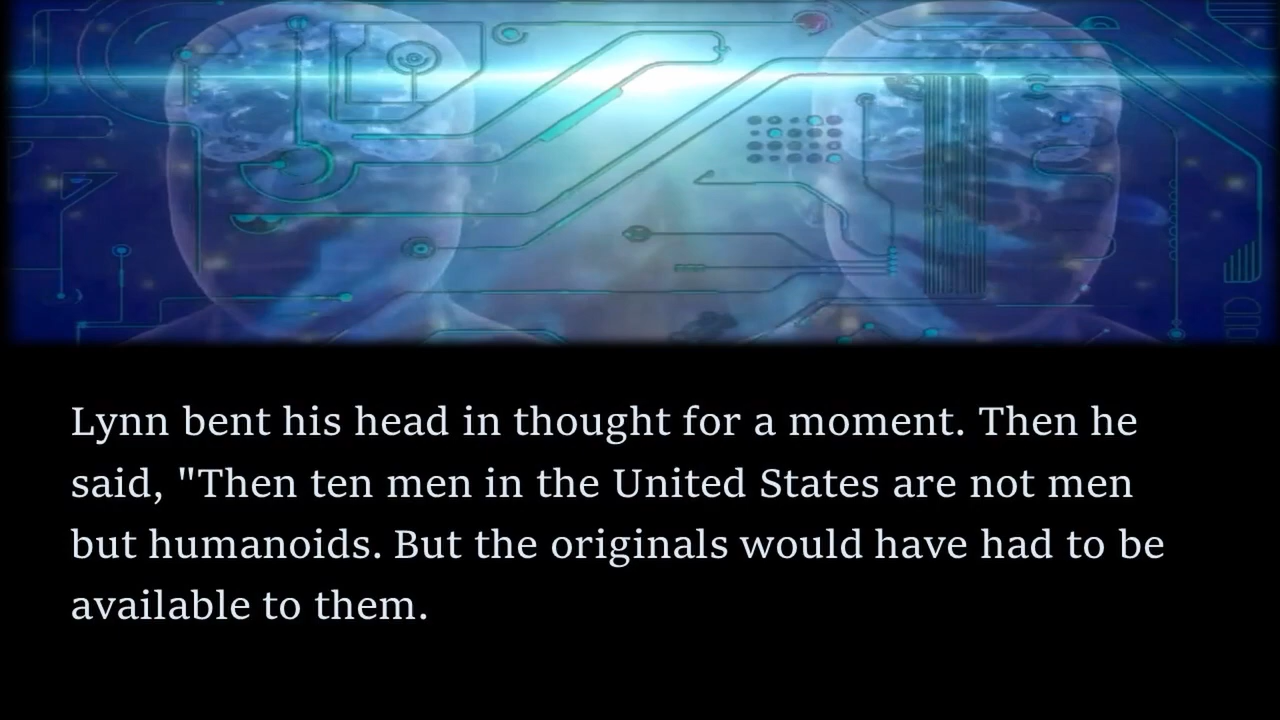 Lynn bent his head in thought for a moment. Then he
said, "Then ten men in the United States are not men
but humanoids. But the originals would have had to be
available to them.